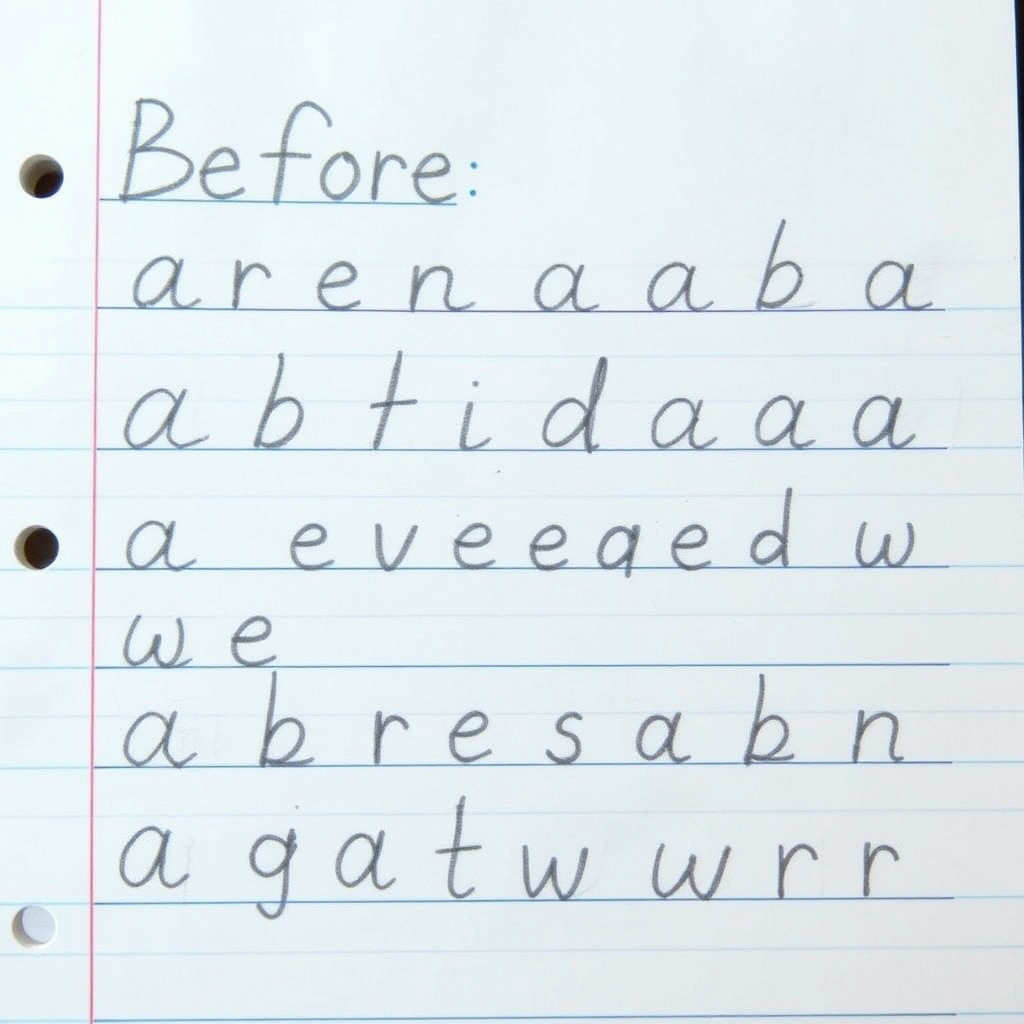 Before:
a r e n a a b a
a b t i d a a a
a e v e e a e d w
w e
a b r e s a b n
a g a t w w r r